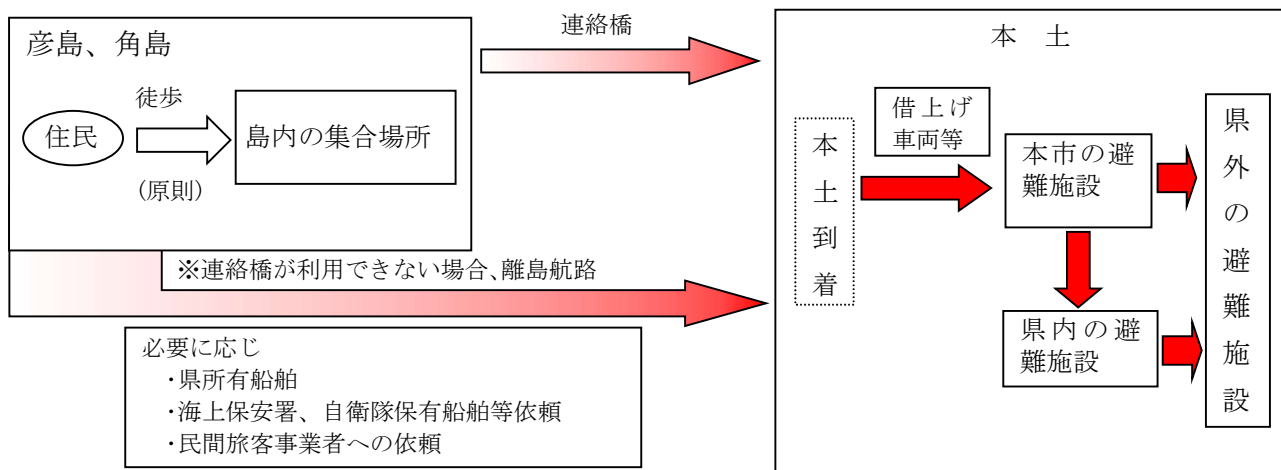 彦島、角島
徒歩
住民
島内の集合場所
(原則)
連絡橋
※連絡橋が利用できない場合、離島航路
必要に応じ
・県所有船舶
・海上保安署、自衛隊保有船舶等依頼
・民間旅客事業者への依頼
本　土
本土到着
借上げ
車両等
本市の避
難施設
県内の避
難施設
県外の避難施設